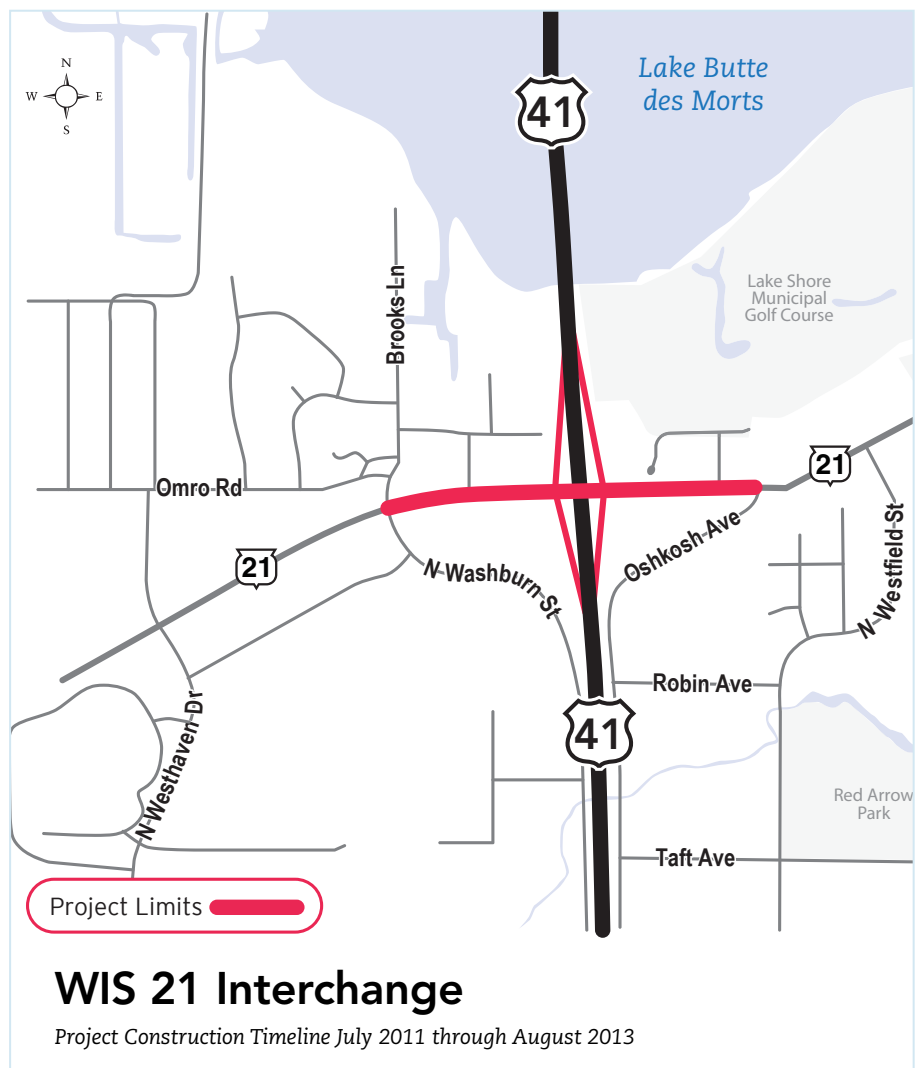 N
W E
S
41
Lake Butte
des Morts
Lake Shore
Municipal
Golf Course
Brooks Ln
21
Omro Rd
21
N Washburn St
Oshkosh Ave
N Westfield St
Robin Ave
N Westhaven Dr
41
Red Arrow
Park
Taft Ave
Project Limits
WIS 21 Interchange
Project Construction Timeline July 2011 through August 2013